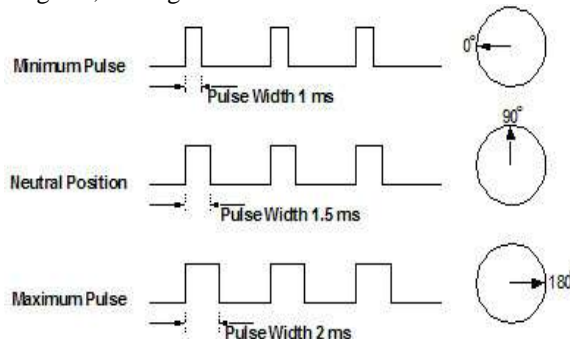 0°
Minimum Pulse
Pulse Width 1 ms
90°
Neutral Position
Pulse Width 1.5 ms
180
Maximum Pulse
Pulse Width 2 ms